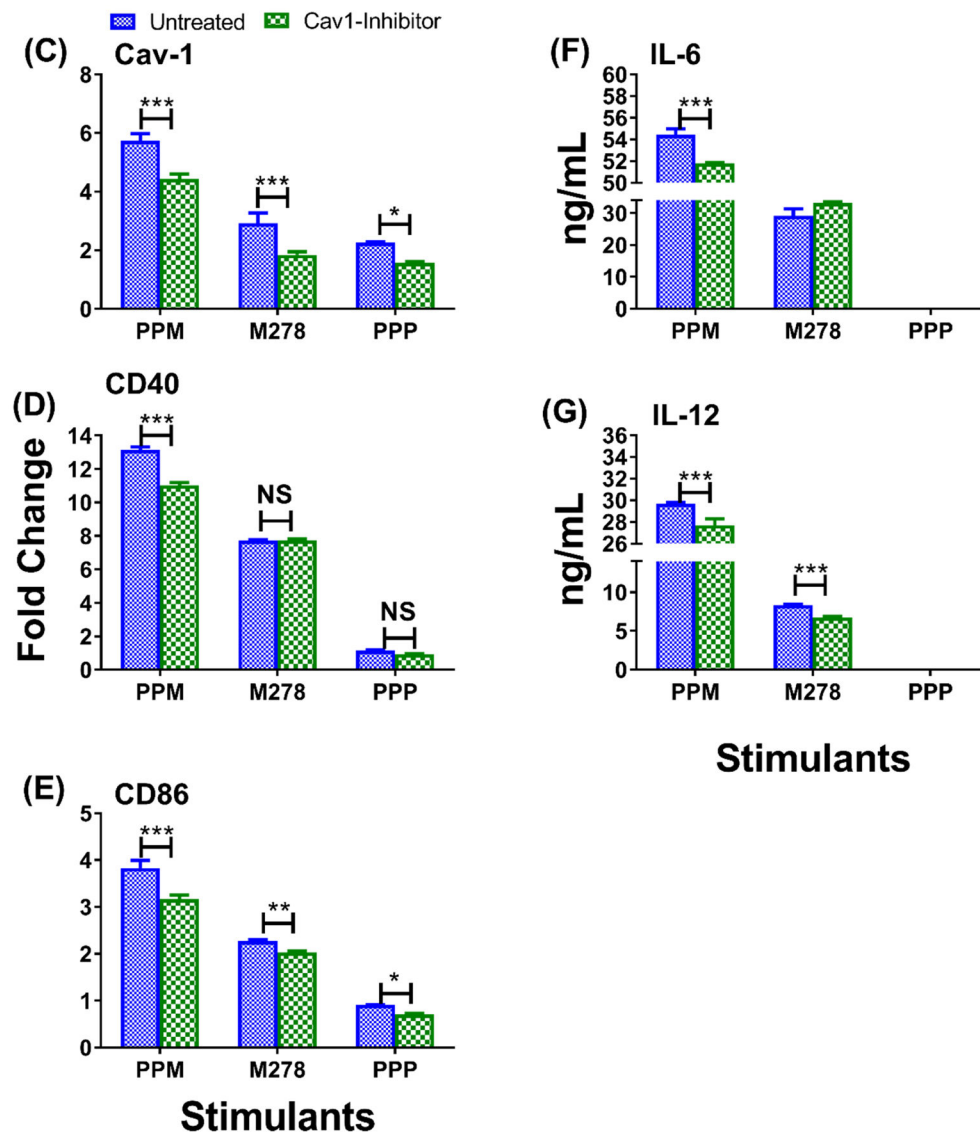 Untreated Cav1-Inhibitor
(C) Cav-1
8
6
4
2
0
***
***
*
PPM M278 PPP
(D) CD40
Fold Change
14
12
10
8
6
4
2
0
***
NS
NS
PPM M278 PPP
(E) CD86
5
4
3
2
1
0
***
**
*
PPM M278 PPP
Stimulants
(F) IL-6
ng/mL
60
58
56
54
52
50
30
20
10
0
***
PPM M278 PPP
(G) IL-12
ng/mL
36
34
32
30
28
26
10
5
0
***
***
PPM M278 PPP
Stimulants